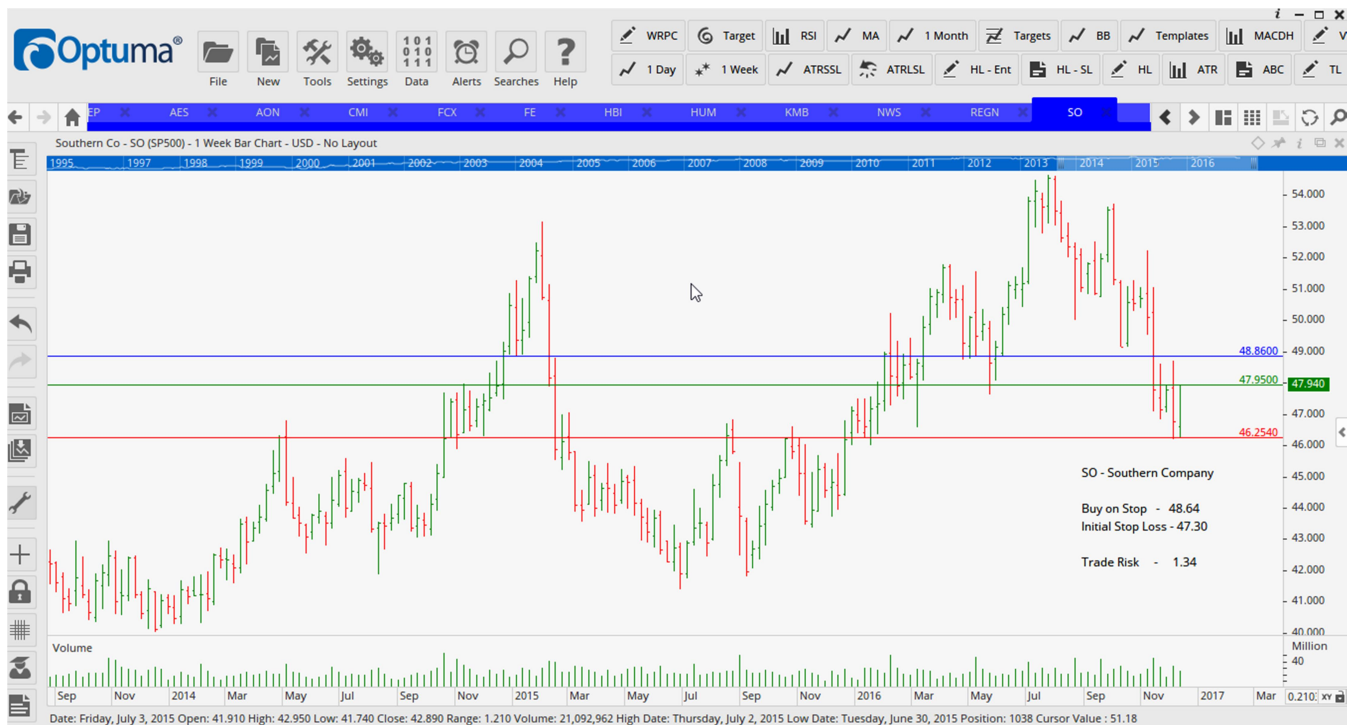 Optuma®
File New Tools Settings Data Alerts Searches Help
WRPC Target RSI MA 1 Month Targets BB Templates MACDH
1 Day 1 Week ATRSSL ATRLSL HL - Ent HL - SL HL ATR ABC TL
EP AES AON CMI FCX FE HBI HUM KMB NWS REGN SO
Southern Co - SO (SP500) - 1 Week Bar Chart - USD - No Layout
1995 1997 1998 1999 2000 2001 2002 2003 2004 2005 2006 2007 2008 2009 2010 2011 2012 2013 2014 2015 2016
54.000
53.000
52.000
51.000
50.000
48.8600 49.000
47.9500 47.940
47.000
46.2540 46.000
SO - Southern Company
45.000
Buy on Stop - 48.64
44.000
Initial Stop Loss - 47.30
43.000
Trade Risk - 1.34
42.000
41.000
40.000
Volume Million
40
Sep Nov 2014 Mar May Jul Sep Nov 2015 Mar May Jul Sep Nov 2016 Mar May Jul Sep Nov 2017 Mar XY
Date: Friday, July 3, 2015 Open: 41.910 High: 42.950 Low: 41.740 Close: 42.890 Range: 1.210 Volume: 21,092,962 High Date: Thursday, July 2, 2015 Low Date: Tuesday, June 30, 2015 Position: 1038 Cursor Value : 51.18